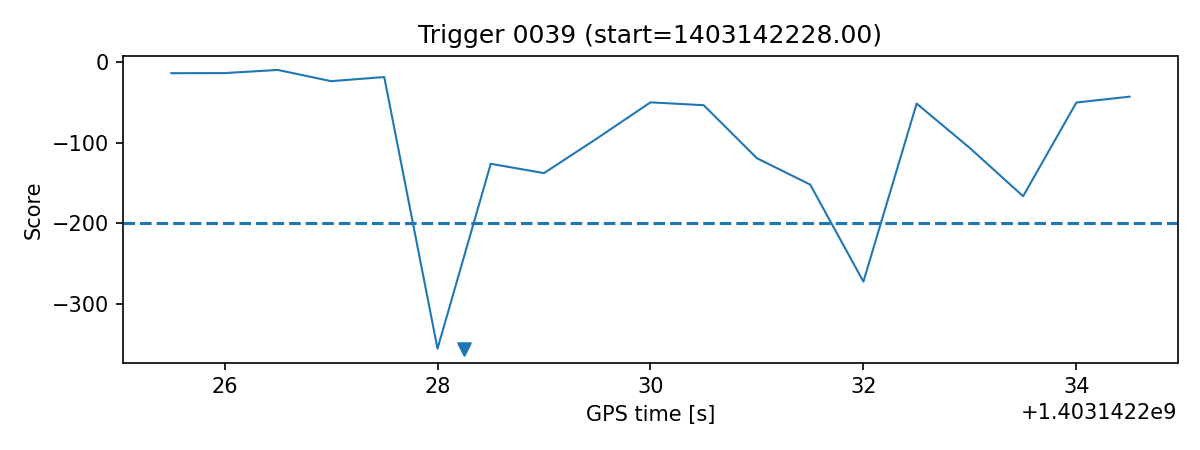 Trigger 0039 (start=1403142228.00)
0
−100
−200
−300
Score
26 28 30 32 34
GPS time [s]
+1.4031422e9